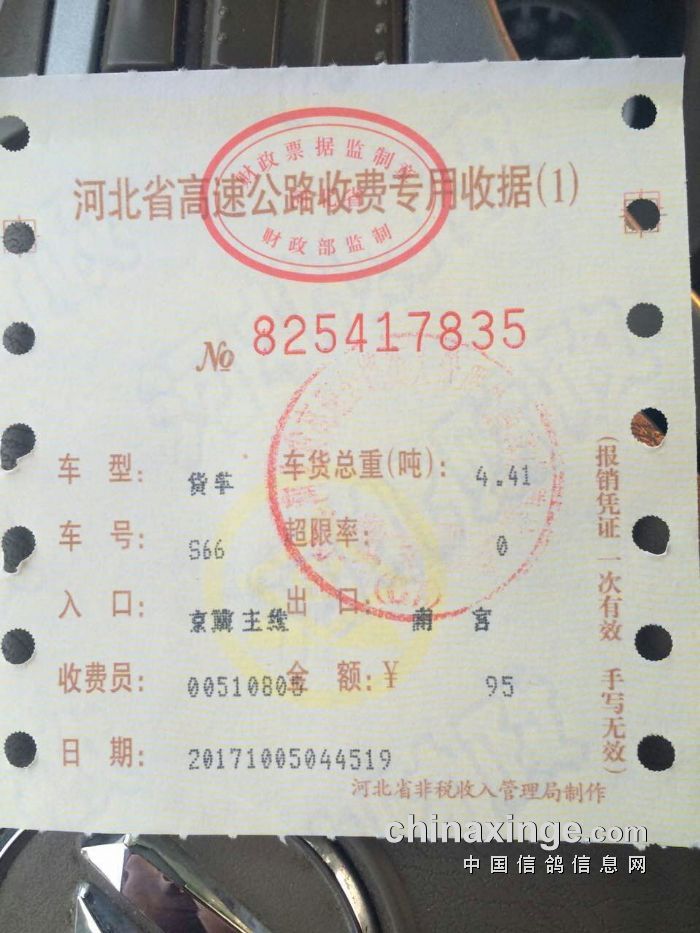 财政票据监制章
河北省高速公路收费专用收据(1)
财政部监制
№ 825417835
车 型: 货车 车货总重(吨): 4.41
车 号: S66 超限率: 0
入 口: 京冀主线 出 口: 南 宫
收费员: 00510805 金 额:¥ 95
日 期: 20171005044519
(报销凭证 一次有效 手写无效)
河北省非税收入管理局制作
chinaxinge.com
中国信鸽信息网